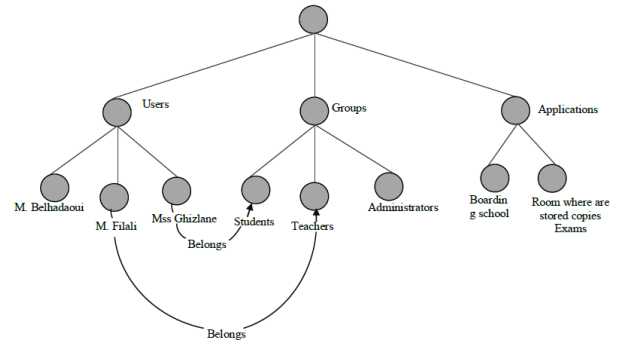 Users
Groups
Applications
M. Belhadaoui
M. Filali
Mss Ghizlane
Students
Teachers
Administrators
Boardin
g school
Room where are
stored copies
Exams
Belongs
Belongs